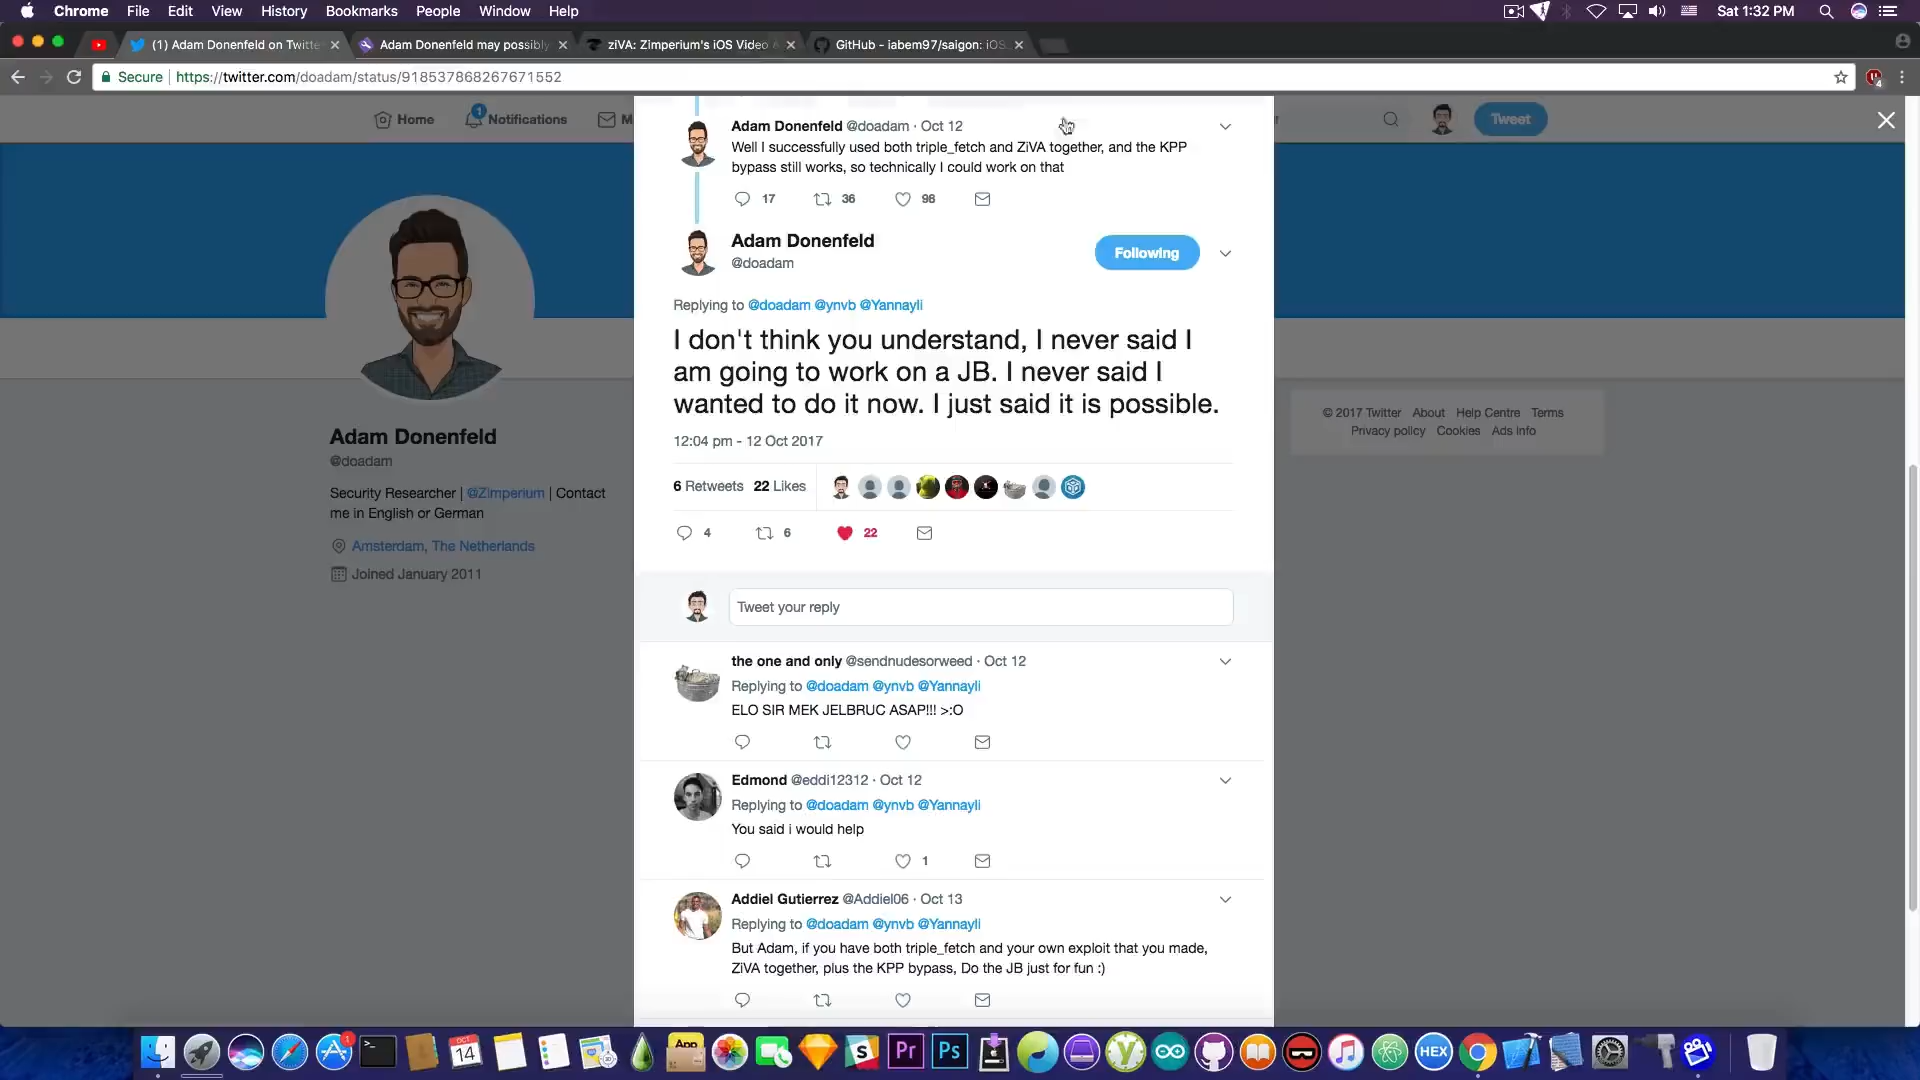 Chrome File Edit View History Bookmarks People Window Help
Sat 1:32 PM
(1) Adam Donenfeld on Twitte
Adam Donenfeld may possibly
ziVA: Zimperium's iOS Video
GitHub - iabem97/saigon: iOS
Secure https://twitter.com/doadam/status/918537868267671552
4
Home
1
Notifications
M
Tweet
Adam Donenfeld @doadam · Oct 12
Well I successfully used both triple_fetch and ZiVA together, and the KPP
bypass still works, so technically I could work on that
17 36 98
Adam Donenfeld
@doadam
Following
Replying to @doadam @ynvb @Yannayli
I don't think you understand, I never said I
am going to work on a JB. I never said I
wanted to do it now. I just said it is possible.
12:04 pm - 12 Oct 2017
6 Retweets 22 Likes
4 6 22
Tweet your reply
the one and only @sendnudesorweed · Oct 12
Replying to @doadam @ynvb @Yannayli
ELO SIR MEK JELBRUC ASAP!!! >:O
Edmond @eddi12312 · Oct 12
Replying to @doadam @ynvb @Yannayli
You said i would help
1
Addiel Gutierrez @Addiel06 · Oct 13
Replying to @doadam @ynvb @Yannayli
But Adam, if you have both triple_fetch and your own exploit that you made,
ZiVA together, plus the KPP bypass, Do the JB just for fun :)
Adam Donenfeld
@doadam
Security Researcher | @Zimperium | Contact
me in English or German
Amsterdam, The Netherlands
Joined January 2011
© 2017 Twitter About Help Centre Terms
Privacy policy Cookies Ads info
1
OCT
14
App
S
Pr
Ps
HEX